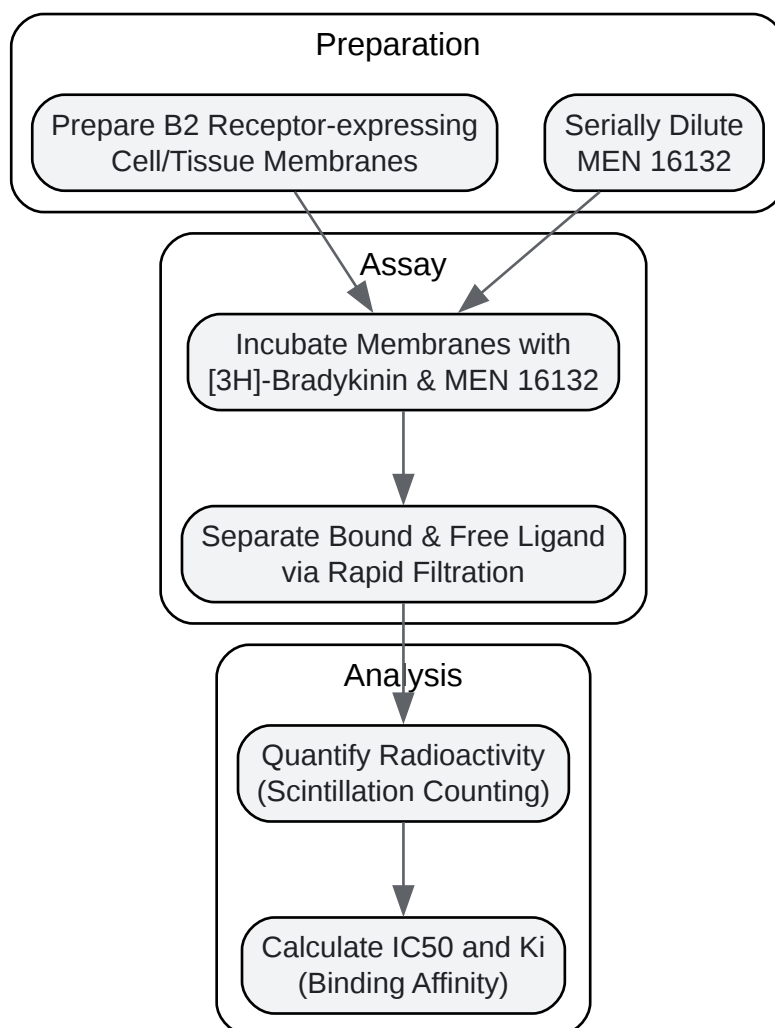 Preparation
Prepare B2 Receptor-expressing
Cell/Tissue Membranes
Serially Dilute
MEN 16132
Assay
Incubate Membranes with
[3H]-Bradykinin & MEN 16132
Separate Bound & Free Ligand
via Rapid Filtration
Analysis
Quantify Radioactivity
(Scintillation Counting)
Calculate IC50 and Ki
(Binding Affinity)